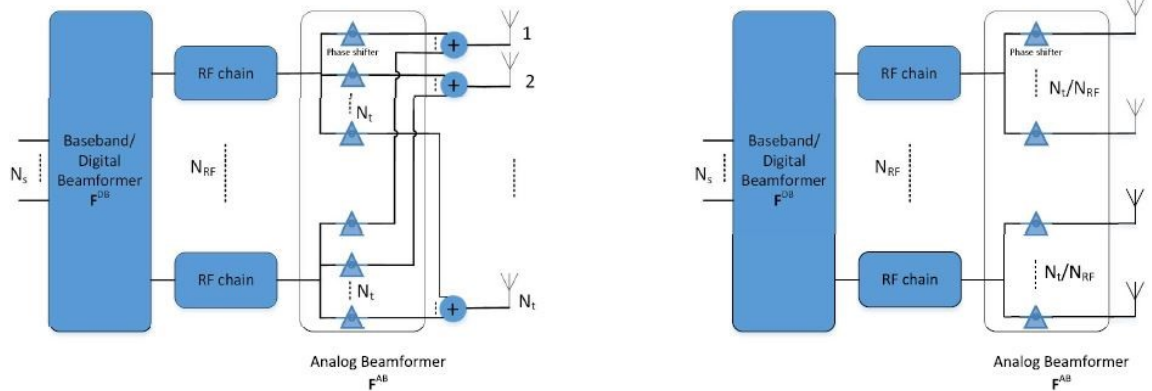 Baseband/
Digital
Beamformer
F^DB
N_s
RF chain
RF chain
N_RF
Phase shifter
N_t
N_t
+
+
+
1
2
N_t
Analog Beamformer
F^AB
Baseband/
Digital
Beamformer
F^DB
N_s
RF chain
RF chain
N_RF
Phase shifter
N_t/N_RF
N_t/N_RF
Analog Beamformer
F^AB